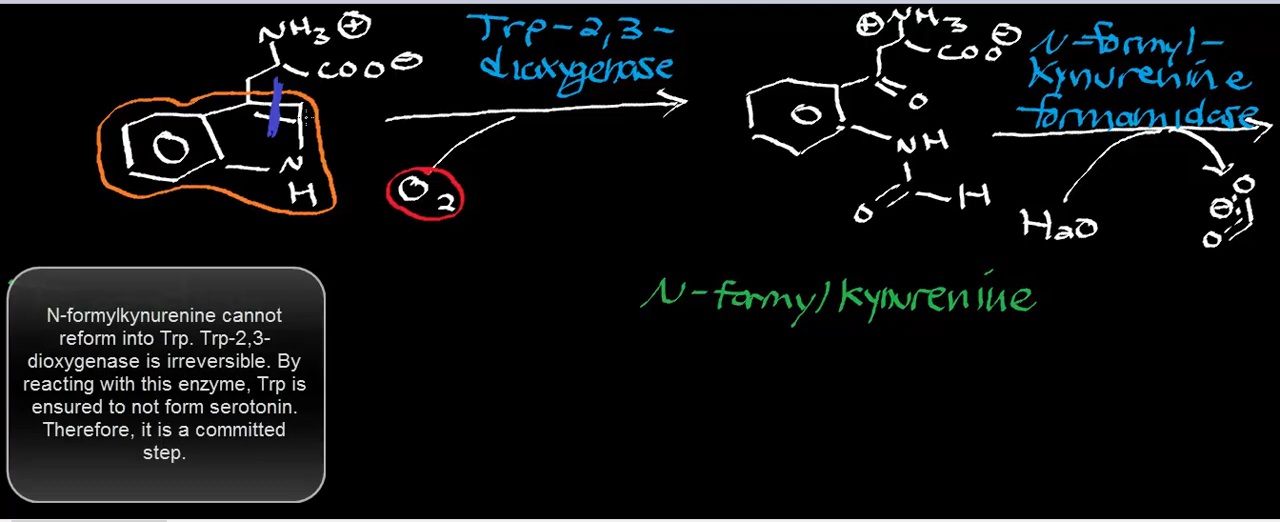 NH3⊕
COO⊖
N
H
Trp-2,3-
dioxygenase
O2
⊕NH3
COO⊖
O
NH
O
H
N-formyl-
Kynurenine
formamidase
H2O
O
⊖
O
N-formylkynurenine
N-formylkynurenine cannot
reform into Trp. Trp-2,3-
dioxygenase is irreversible. By
reacting with this enzyme, Trp is
ensured to not form serotonin.
Therefore, it is a committed
step.